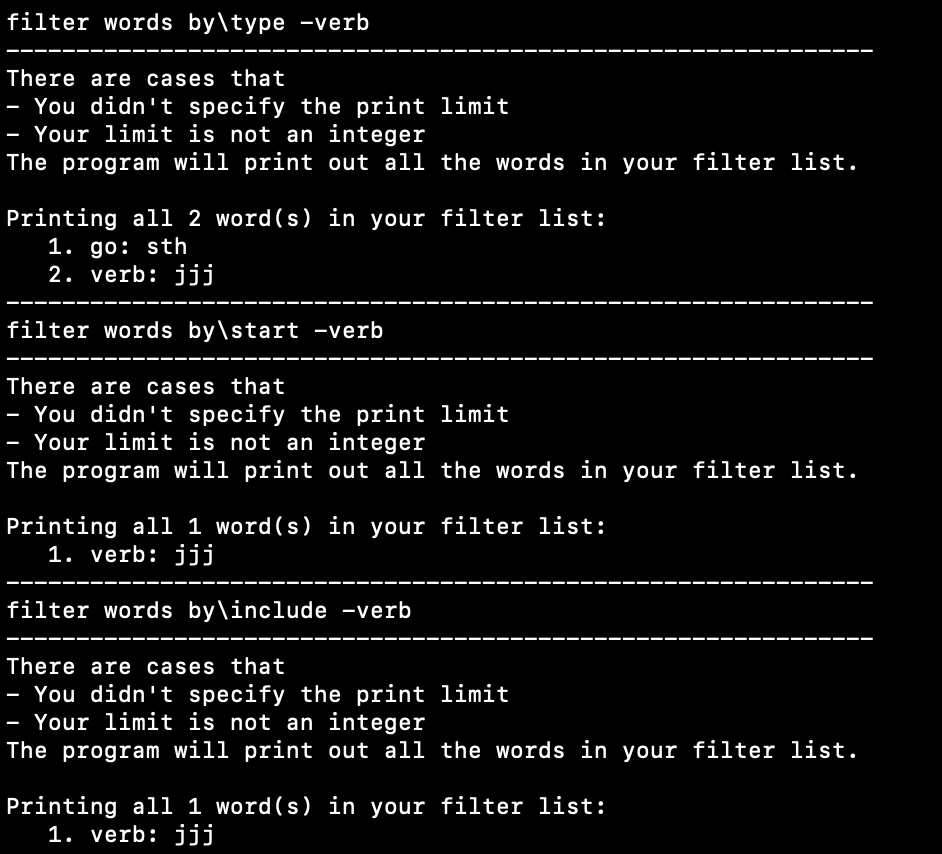 filter words by\type -verb
______________________________________________________________
There are cases that
- You didn't specify the print limit
- Your limit is not an integer
The program will print out all the words in your filter list.

Printing all 2 word(s) in your filter list:
   1. go: sth
   2. verb: jjj
______________________________________________________________
filter words by\start -verb
______________________________________________________________
There are cases that
- You didn't specify the print limit
- Your limit is not an integer
The program will print out all the words in your filter list.

Printing all 1 word(s) in your filter list:
   1. verb: jjj
______________________________________________________________
filter words by\include -verb
______________________________________________________________
There are cases that
- You didn't specify the print limit
- Your limit is not an integer
The program will print out all the words in your filter list.

Printing all 1 word(s) in your filter list:
   1. verb: jjj